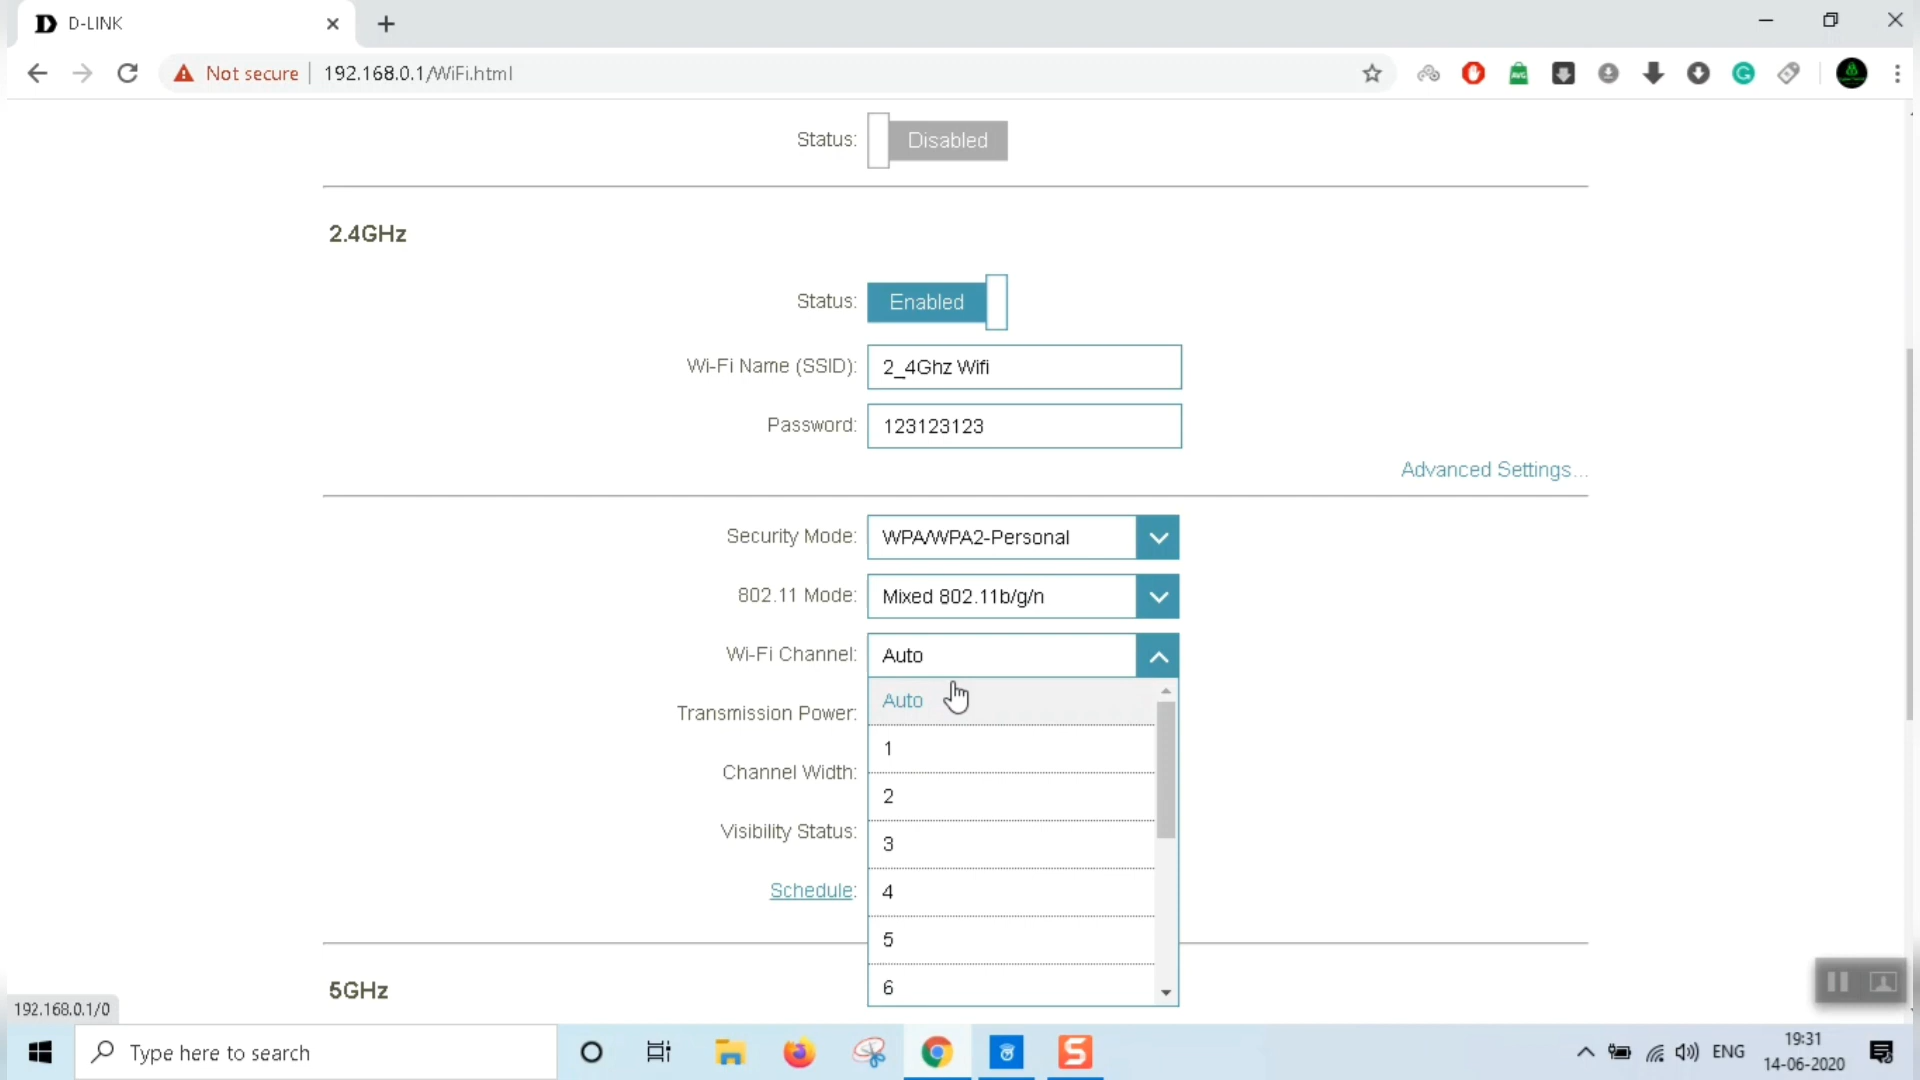 D-LINK
Not secure 192.168.0.1/WiFi.html
Status: Disabled
2.4GHz
Status: Enabled
Wi-Fi Name (SSID): 2_4Ghz Wifi
Password: 123123123
Advanced Settings...
Security Mode: WPA/WPA2-Personal
802.11 Mode: Mixed 802.11b/g/n
Wi-Fi Channel: Auto
Auto
Transmission Power:
1
Channel Width:
2
Visibility Status:
3
Schedule:
4
5
5GHz
6
192.168.0.1/0
Type here to search
ENG
19:31
14-06-2020